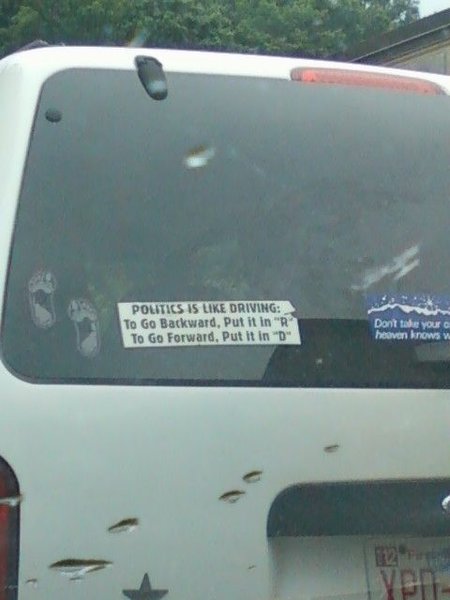 POLITICS IS LIKE DRIVING:
To Go Backward, Put it in "R"
To Go Forward, Put it in "D"
Don't take your
heaven knows
12